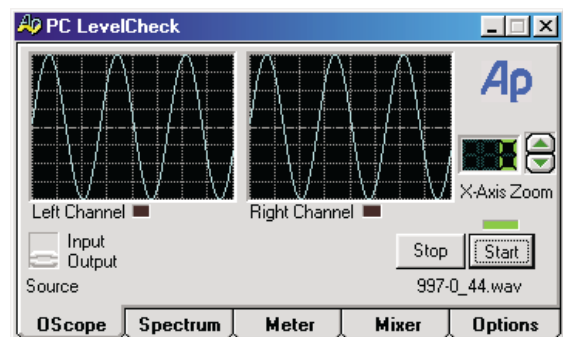 Ap PC LevelCheck
Ap
X-Axis Zoom
Left Channel
Right Channel
Input
Output
Source
Stop
Start
997-0_44.wav
OScope
Spectrum
Meter
Mixer
Options